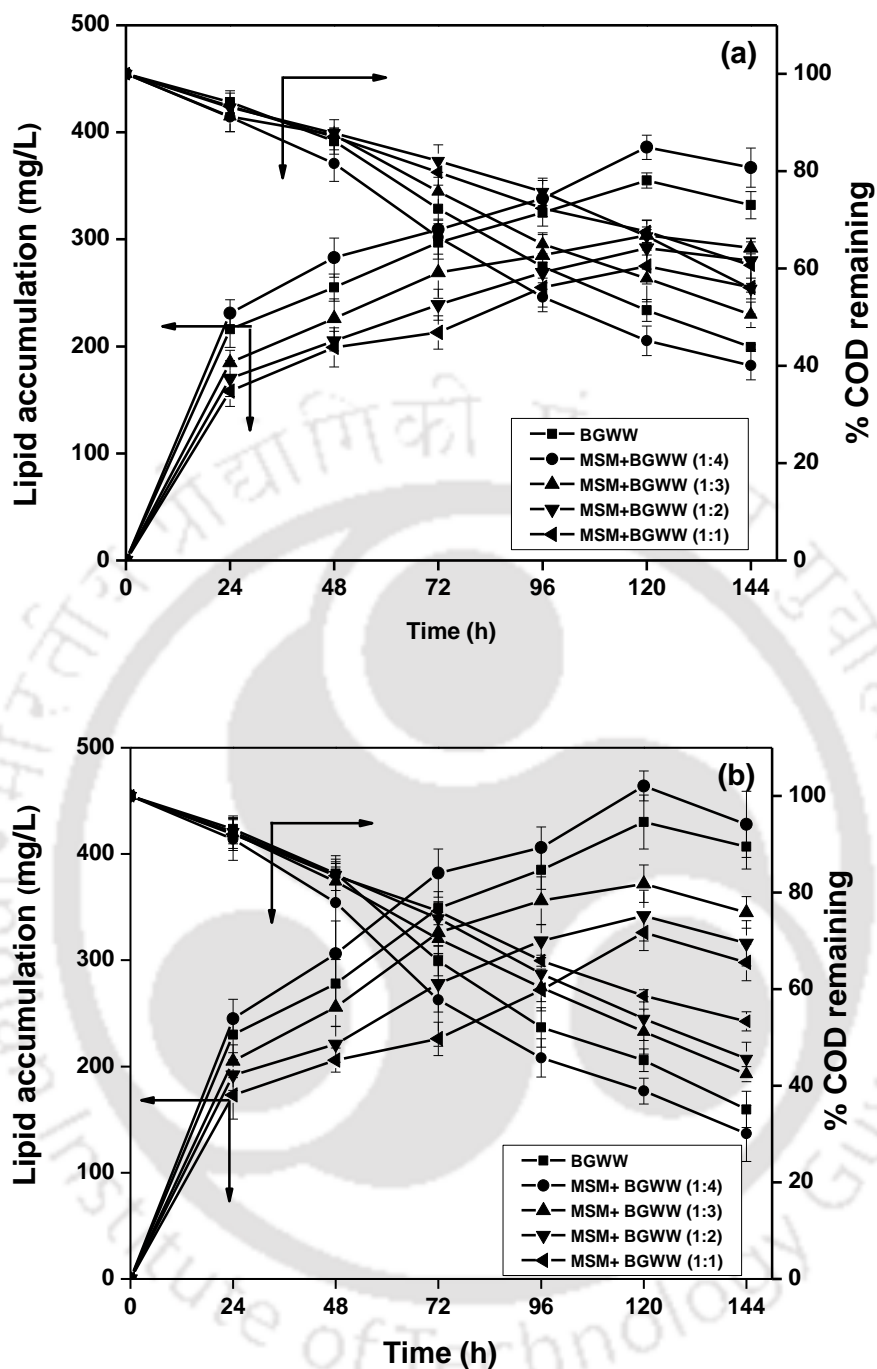 (a)
Lipid accumulation (mg/L)
% COD remaining
500
400
300
200
100
0
100
80
60
40
20
0
BGWW
MSM+BGWW (1:4)
MSM+BGWW (1:3)
MSM+BGWW (1:2)
MSM+BGWW (1:1)
0 24 48 72 96 120 144
Time (h)
(b)
Lipid accumulation (mg/L)
% COD remaining
500
400
300
200
100
0
100
80
60
40
20
0
BGWW
MSM+ BGWW (1:4)
MSM+ BGWW (1:3)
MSM+ BGWW (1:2)
MSM+ BGWW (1:1)
0 24 48 72 96 120 144
Time (h)
Institute of Technology